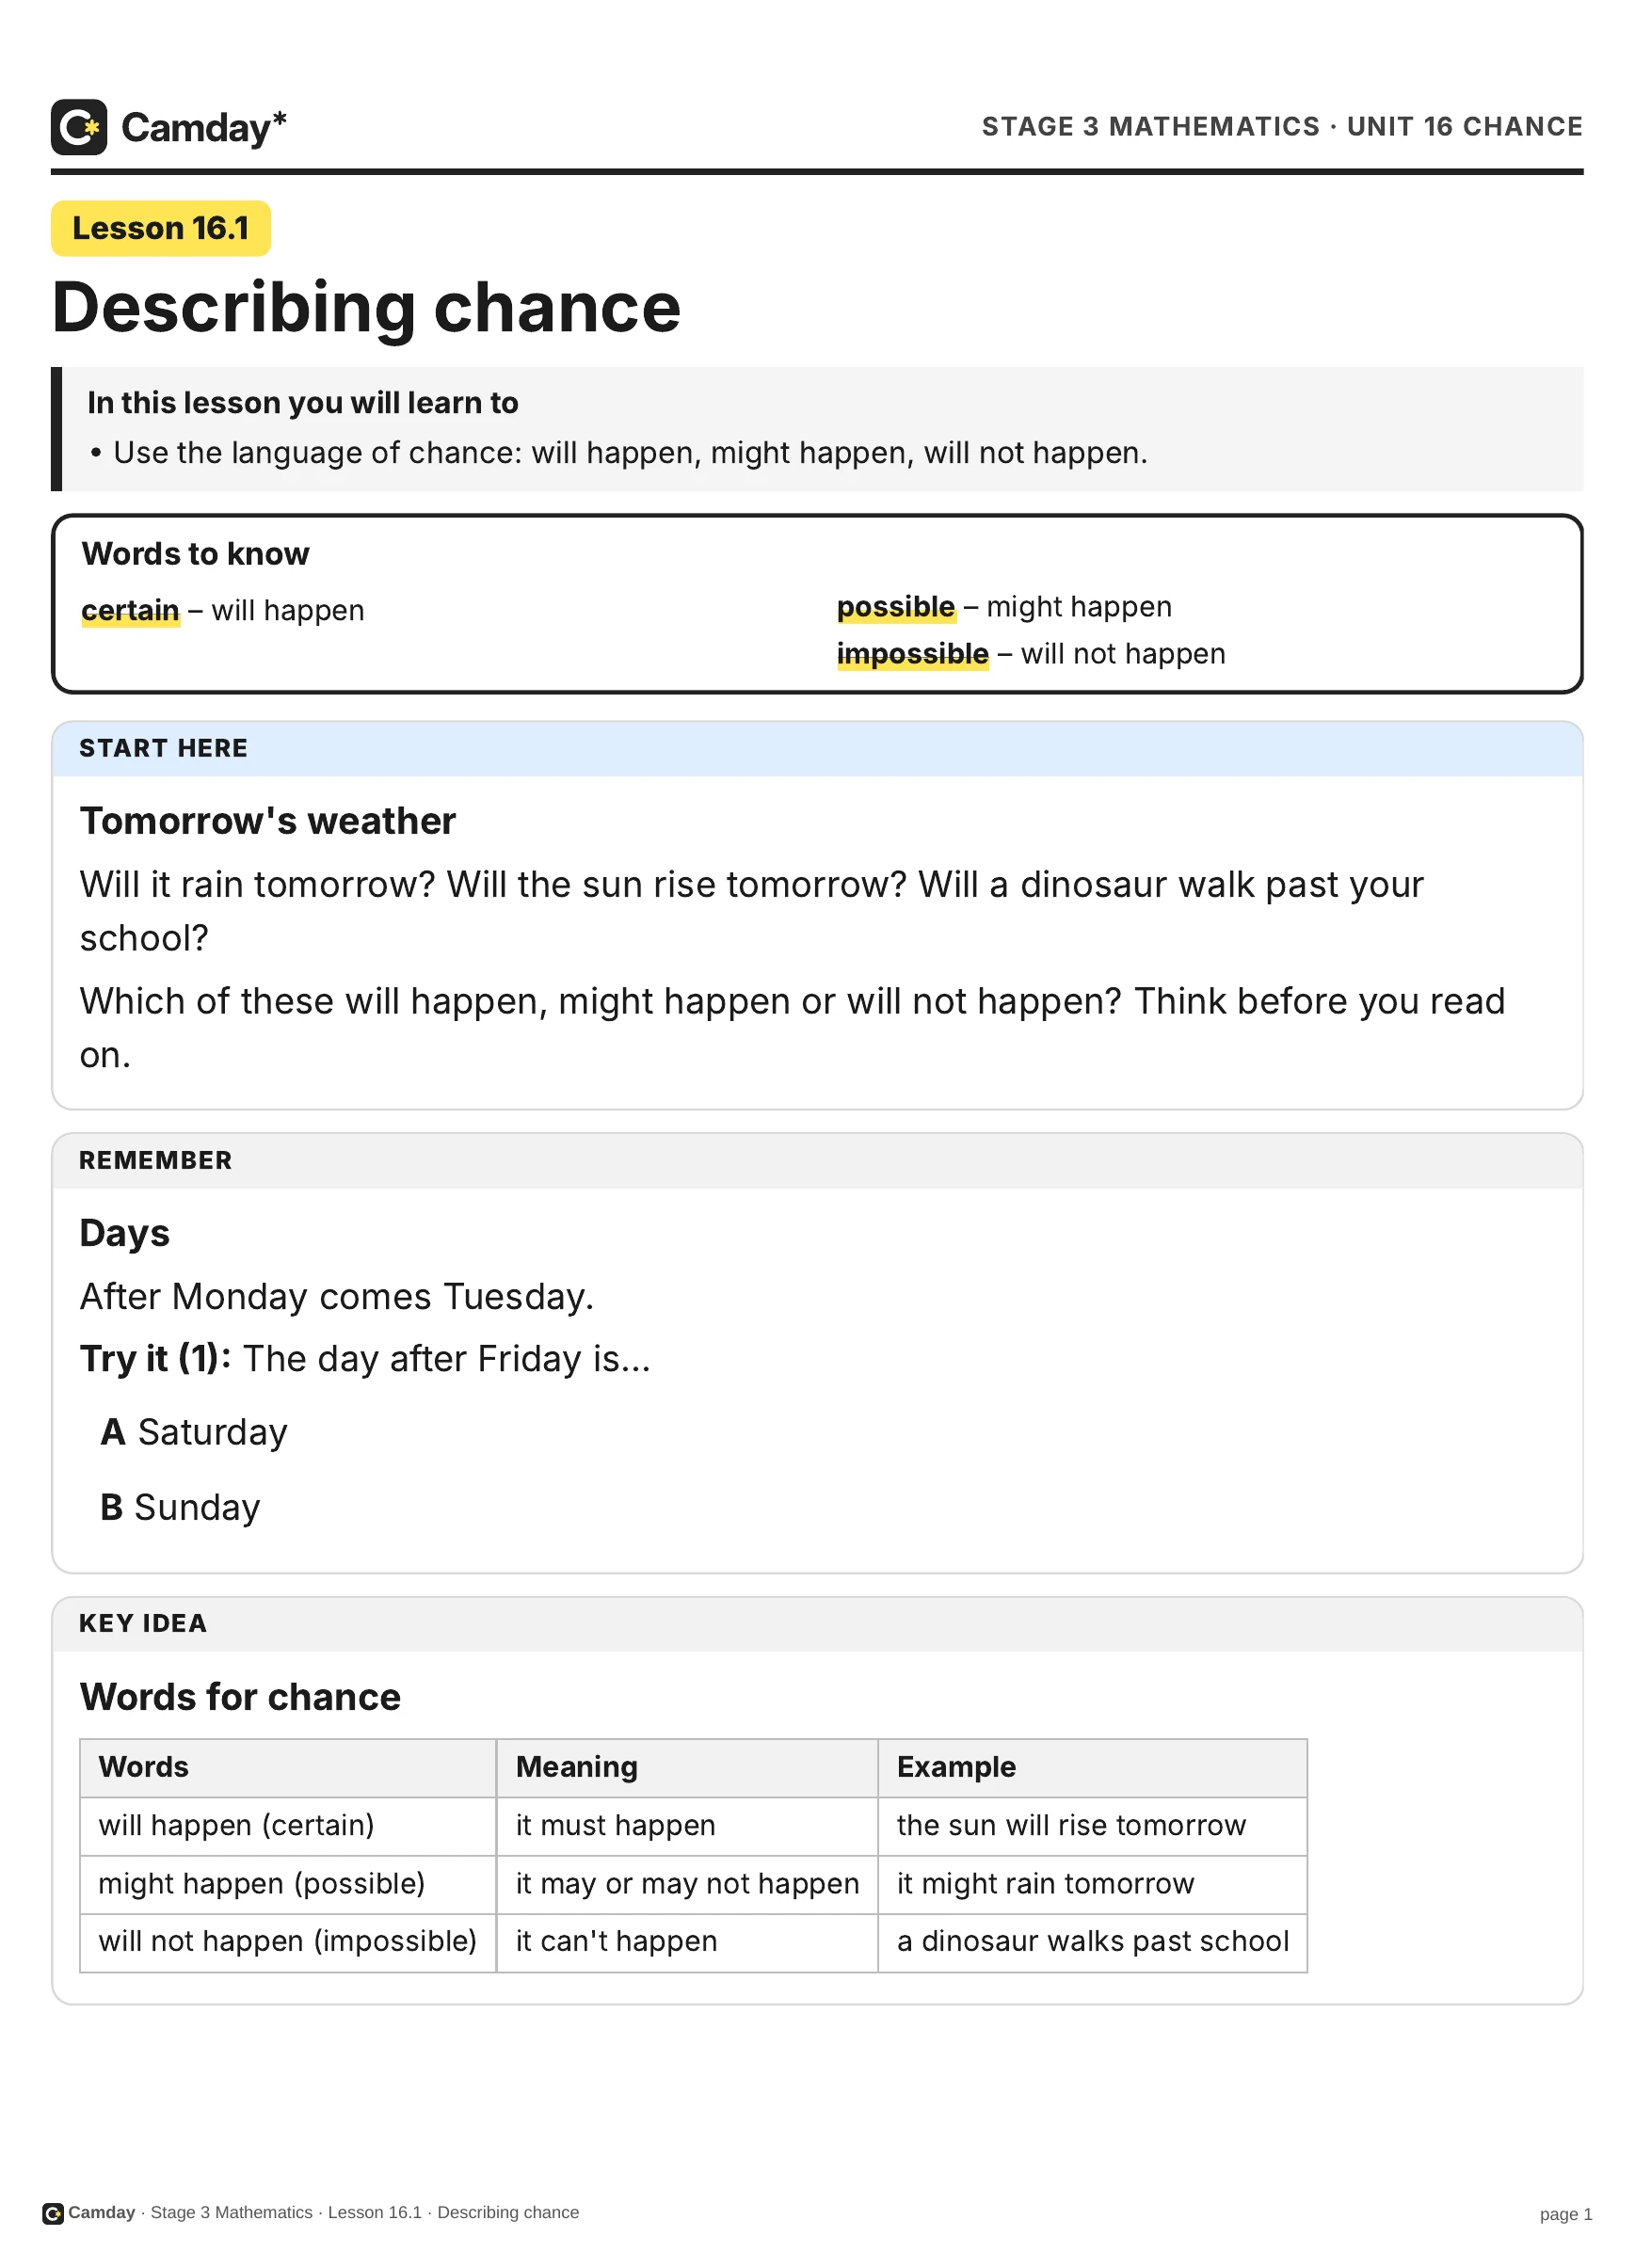 Camday*
STAGE 3 MATHEMATICS · UNIT 16 CHANCE
Lesson 16.1
Describing chance
In this lesson you will learn to
• Use the language of chance: will happen, might happen, will not happen.
Words to know
certain – will happen
possible – might happen
impossible – will not happen
START HERE
Tomorrow's weather
Will it rain tomorrow? Will the sun rise tomorrow? Will a dinosaur walk past your
school?
Which of these will happen, might happen or will not happen? Think before you read
on.
REMEMBER
Days
After Monday comes Tuesday.
Try it (1): The day after Friday is...
A Saturday
B Sunday
KEY IDEA
Words for chance
Words Meaning Example
will happen (certain) it must happen the sun will rise tomorrow
might happen (possible) it may or may not happen it might rain tomorrow
will not happen (impossible) it can't happen a dinosaur walks past school
Camday · Stage 3 Mathematics · Lesson 16.1 · Describing chance
page 1